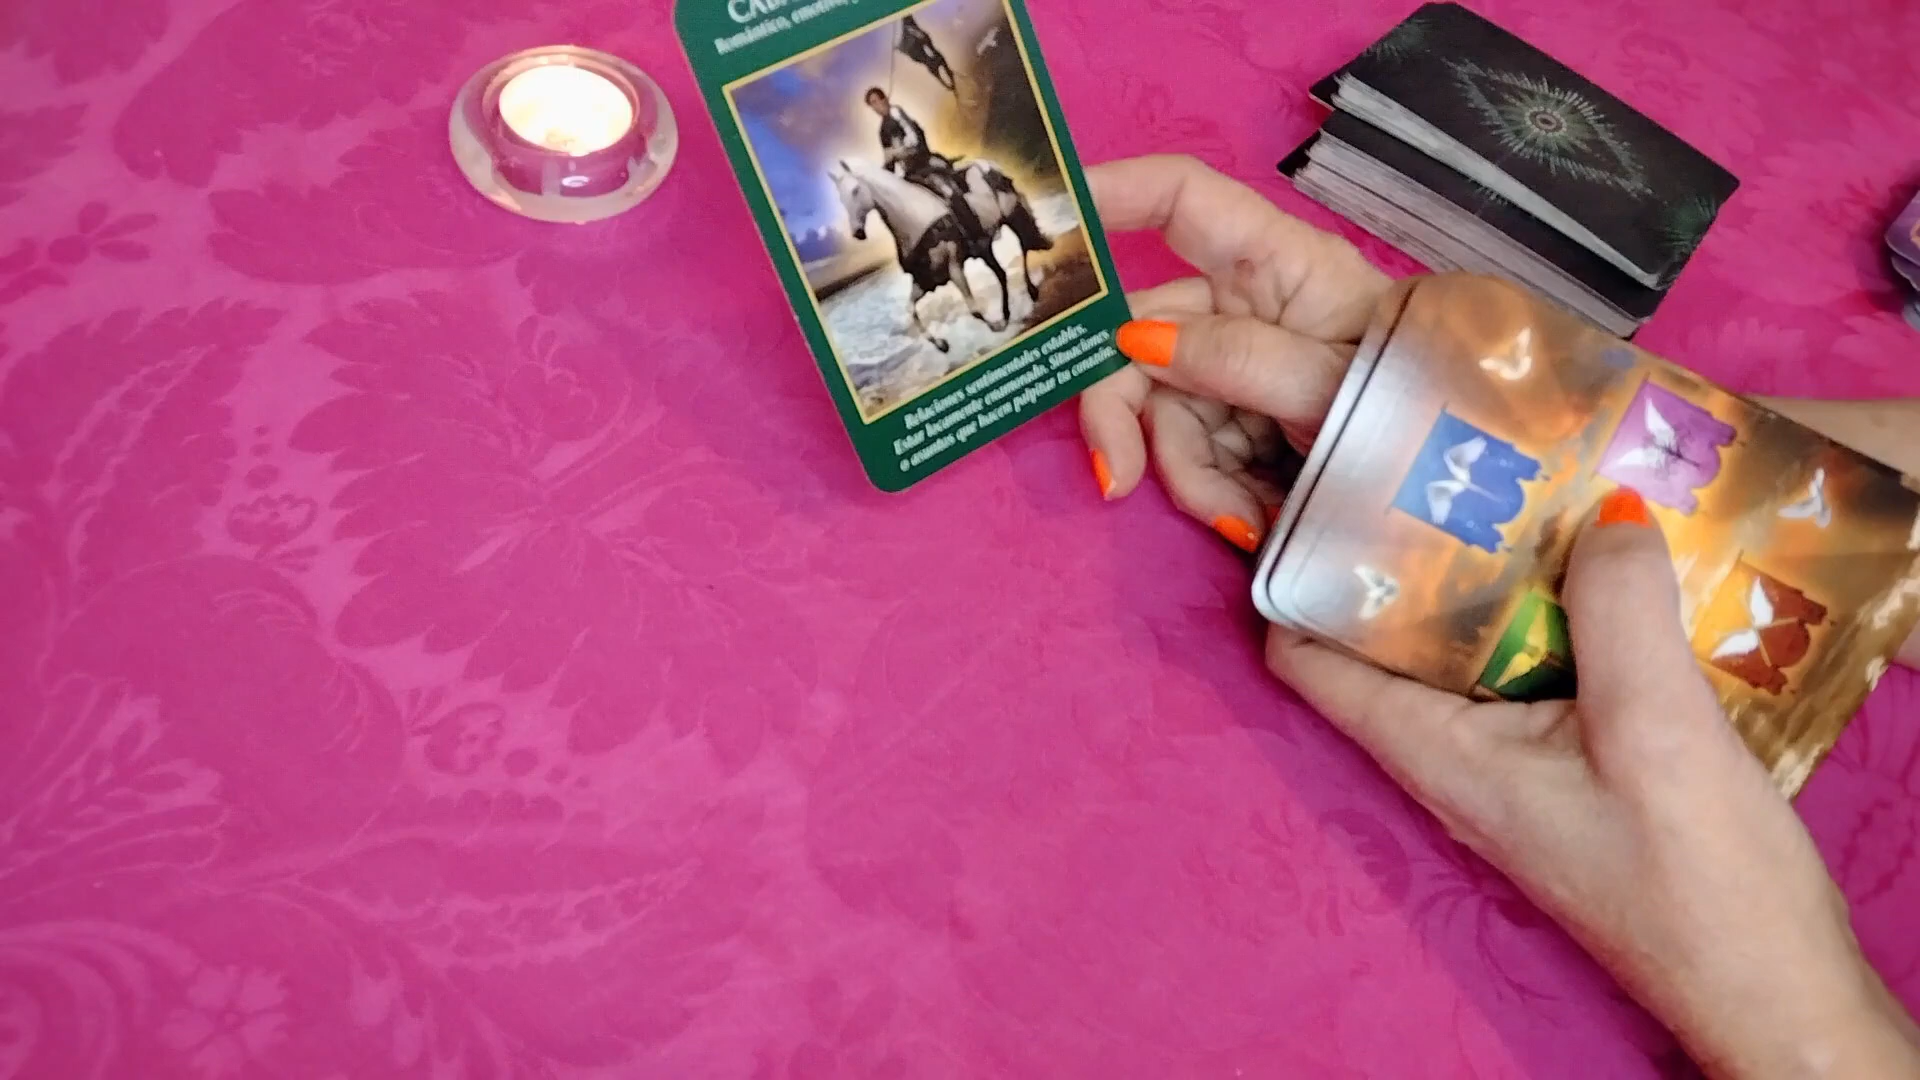 Romántico, emotivo,
Relaciones sentimentales estables.
Estar locamente enamorado. Situaciones
o asuntos que hacen palpitar tu corazón.